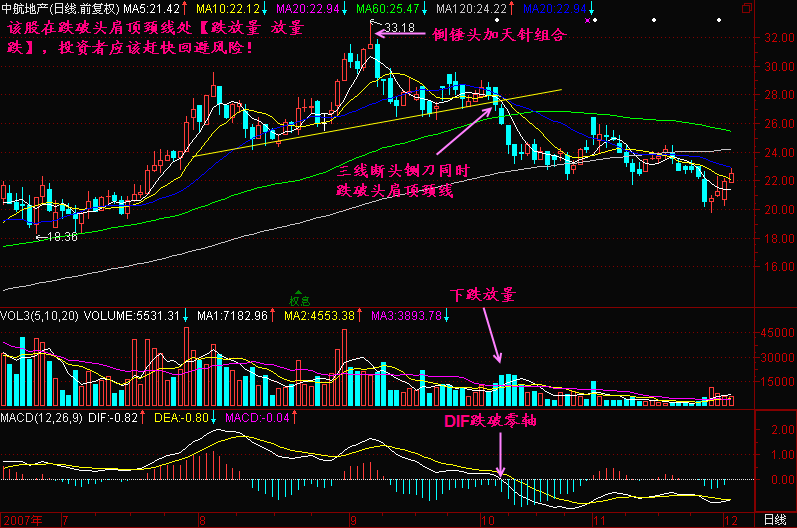 中航地产(日线.前复权) MA5:21.42↑ MA10:22.12↓ MA20:22.94↓ MA60:25.47↓ MA120:24.22↑ MA20:22.94↓
该股在跌破头肩顶颈线处【跌放量 放量
跌】，投资者应该赶快回避风险！
33.18
倒锤头加天针组合
32.00
30.00
28.00
26.00
24.00
22.00
20.00
18.00
16.00
三线断头铡刀同时
跌破头肩顶颈线
18.36
权息
下跌放量
VOL3(5,10,20) VOLUME:5531.31↓ MA1:7182.96↑ MA2:4553.38↑ MA3:3893.78↓
45000
30000
15000
MACD(12,26,9) DIF:-0.82↑ DEA:-0.80↓ MACD:-0.04↑
DIF跌破零轴
2.00
1.00
0.00
2007年 7 8 9 10 11 12 日线